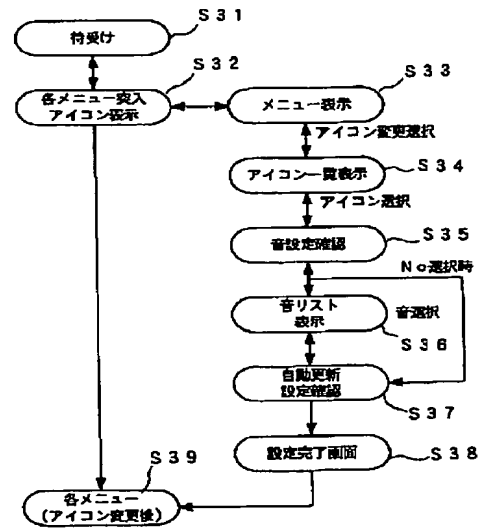 S31
待受け
S32
各メニュー突入
アイコン表示
S33
メニュー表示
アイコン変更選択
S34
アイコン一覧表示
アイコン選択
S35
音設定確認
No選択時
音リスト
表示
音選択
S36
自動更新
設定確認
S37
設定完了画面
S38
S39
各メニュー
(アイコン変更後)